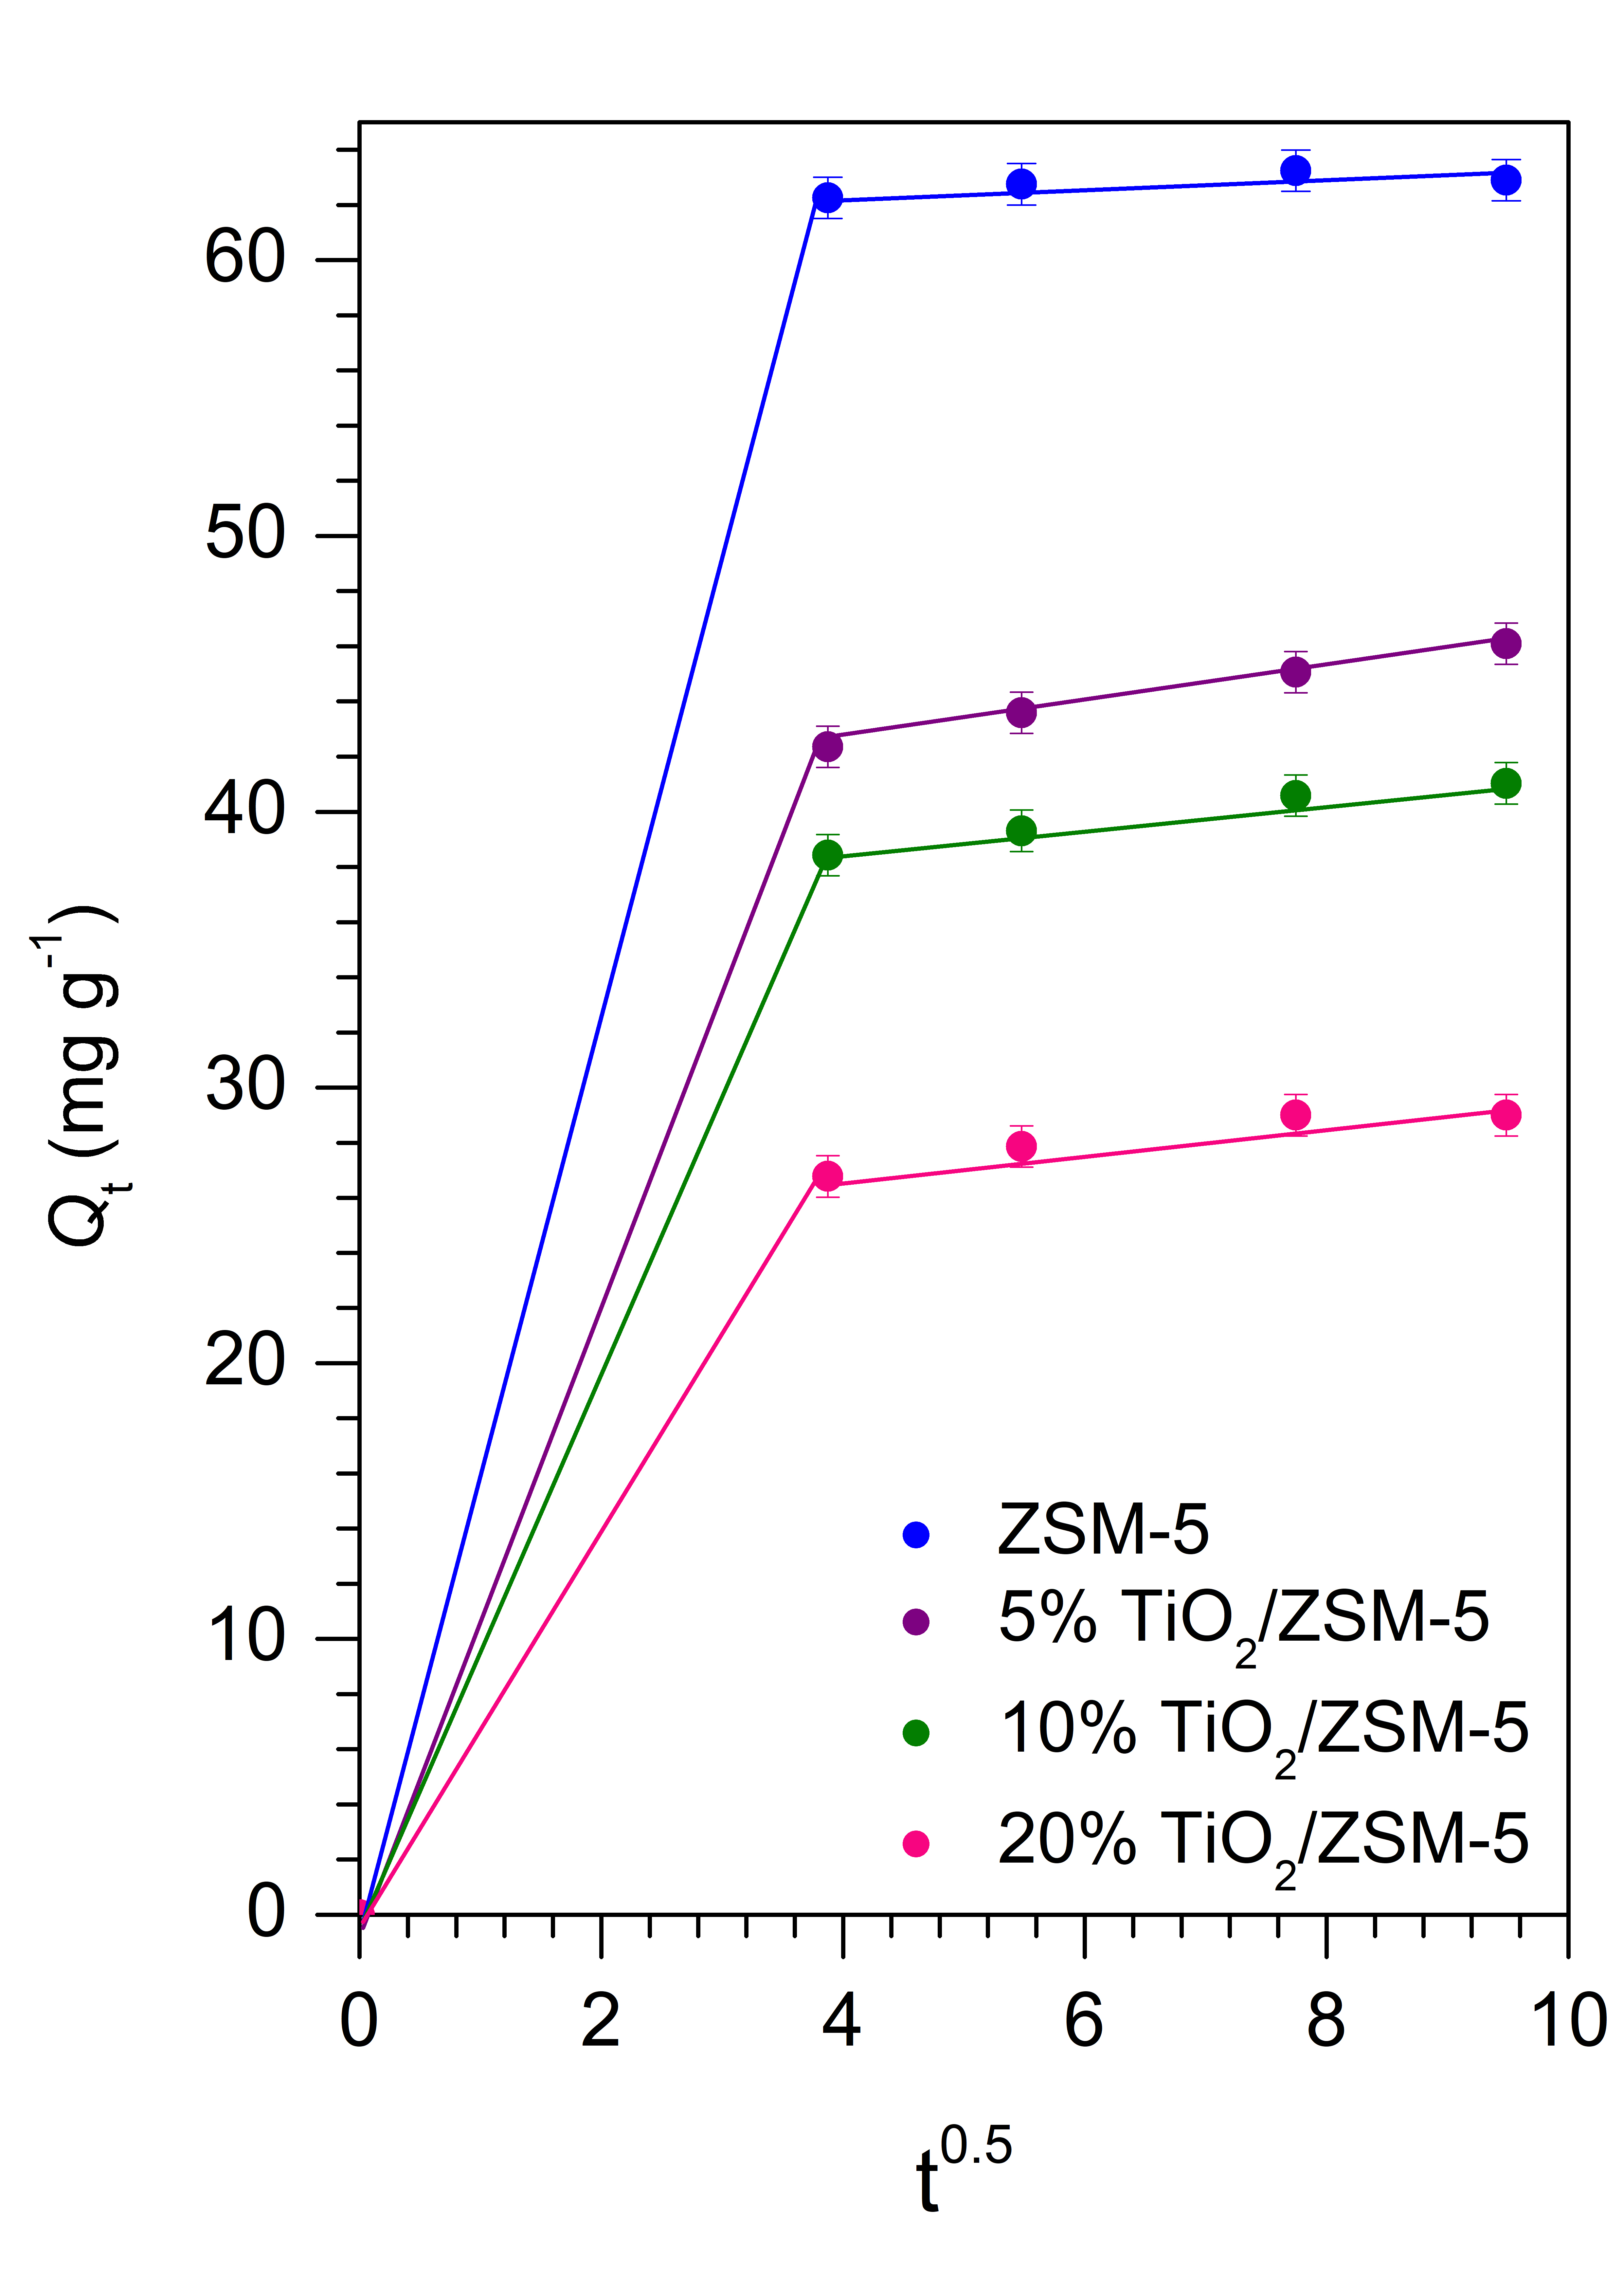 60
50
40
30
20
10
0
Qt (mg g-1)
ZSM-5
5% TiO2/ZSM-5
10% TiO2/ZSM-5
20% TiO2/ZSM-5
0 2 4 6 8 10
t0.5